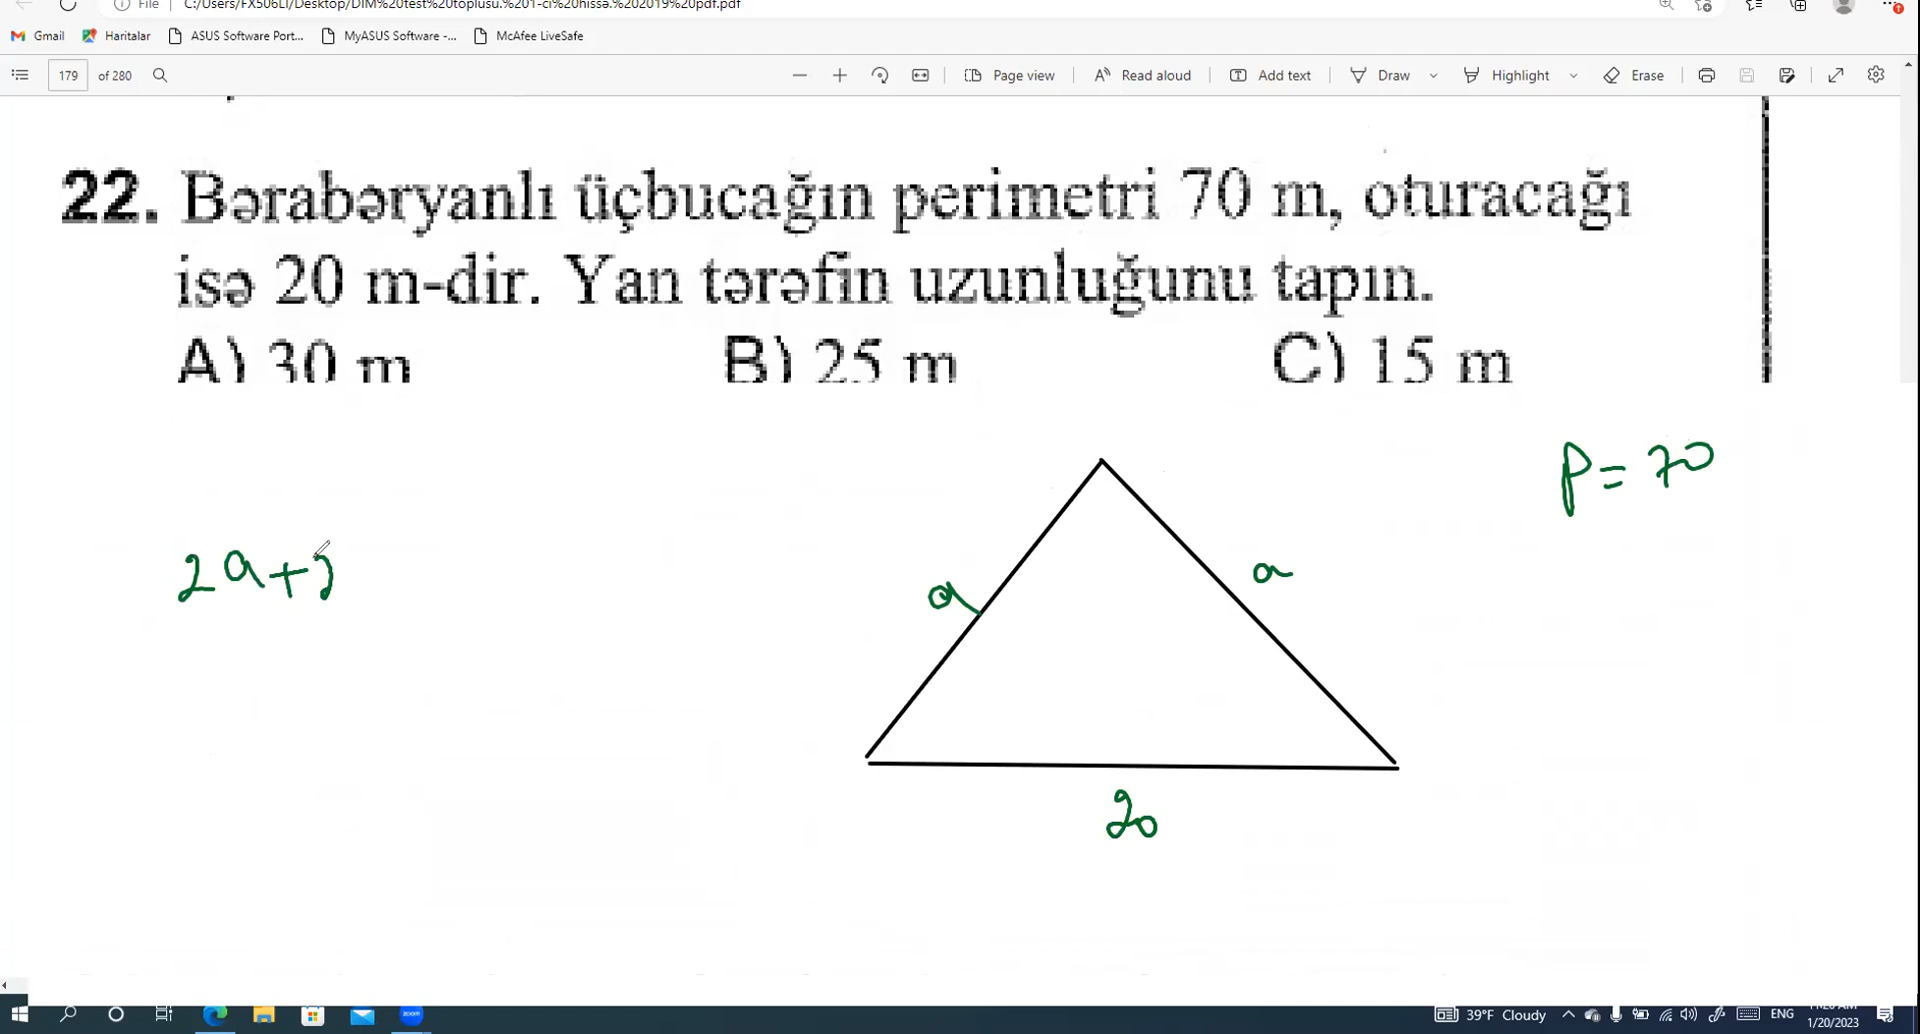 File C:/Users/FX506LI/Desktop/DIM%20test%20toplusu.%201-ci%20hissə.%202019%20pdf.pdf
Gmail Haritalar ASUS Software Port... MyASUS Software -... McAfee LiveSafe
179 of 280 Page view Read aloud Add text Draw Highlight Erase
22. Bərabəryanlı üçbucağın perimetri 70 m, oturacağı
isə 20 m-dir. Yan tərəfin uzunluğunu tapın.
A) 30 m B) 25 m C) 15 m
P = 70
2a+2
a
a
20
zoom 39°F Cloudy ENG
1/20/2023